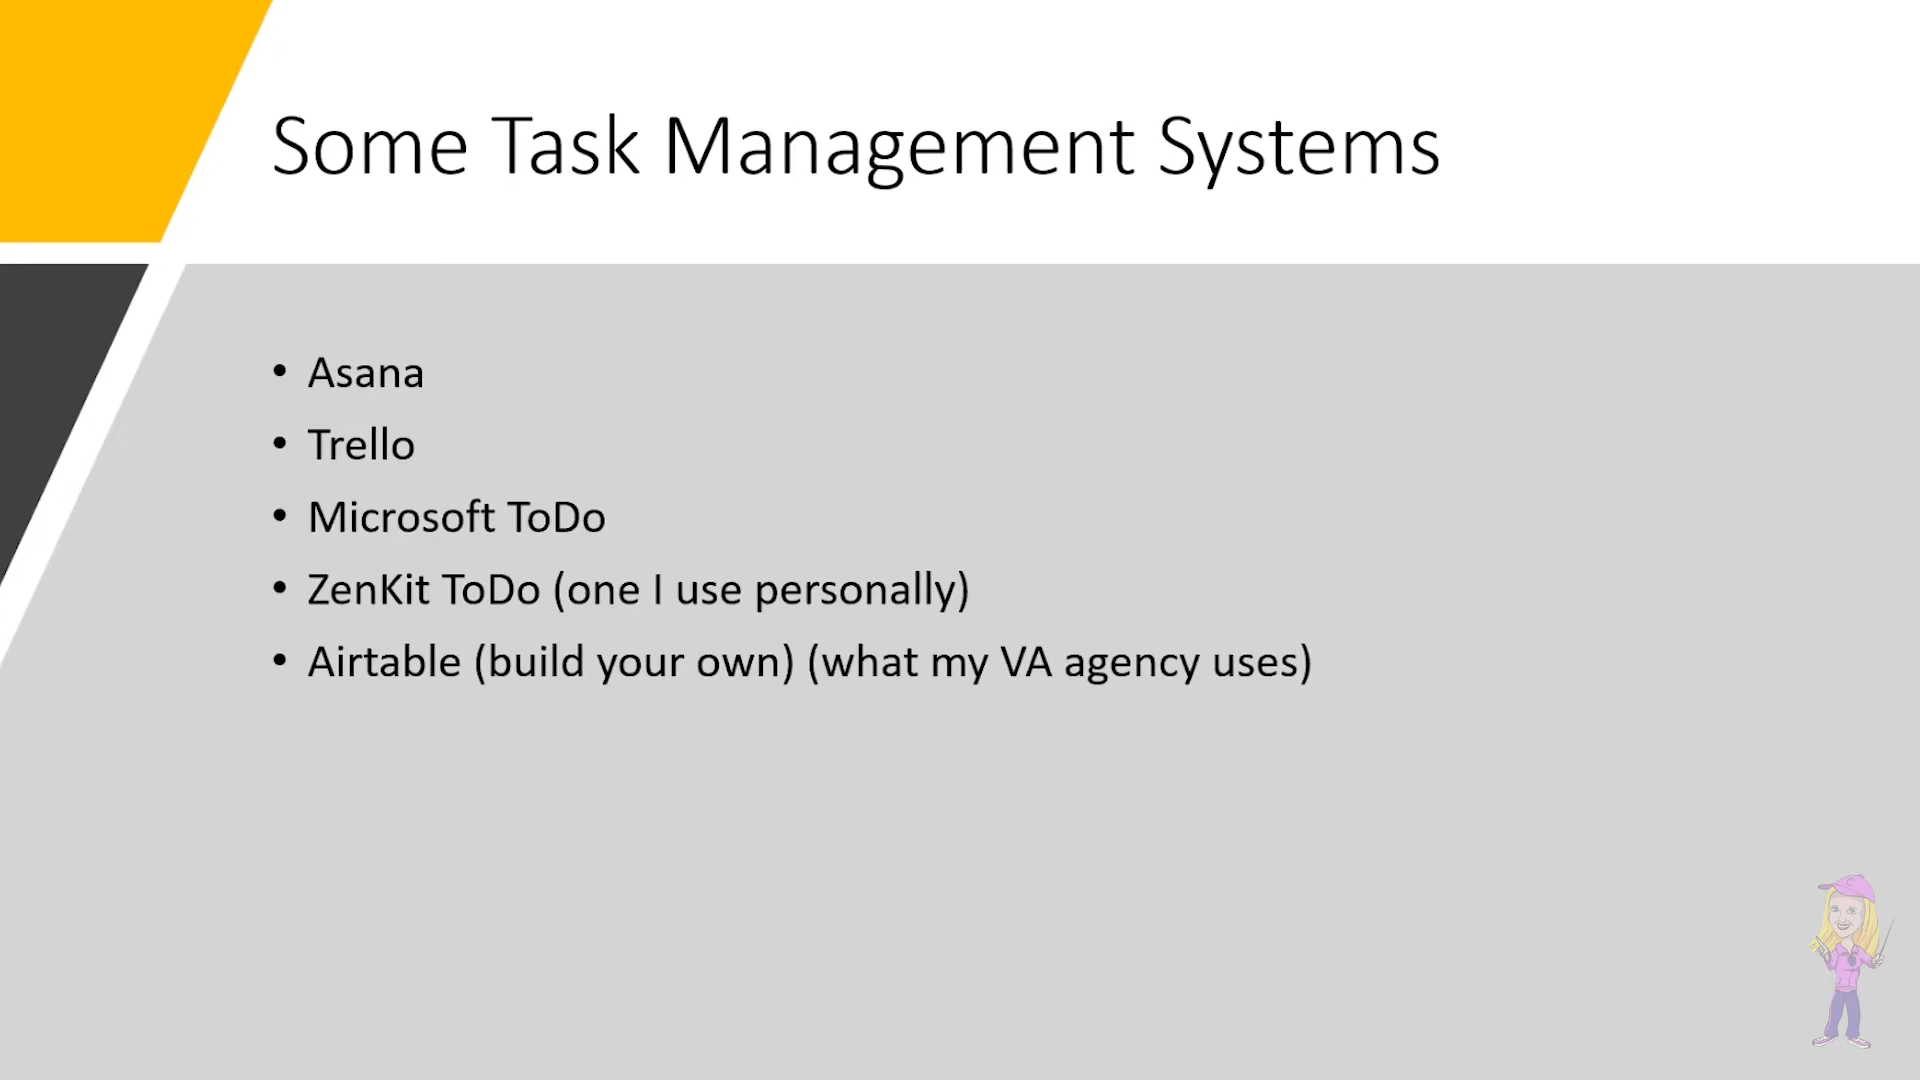 Some Task Management Systems
• Asana
• Trello
• Microsoft ToDo
• ZenKit ToDo (one I use personally)
• Airtable (build your own) (what my VA agency uses)